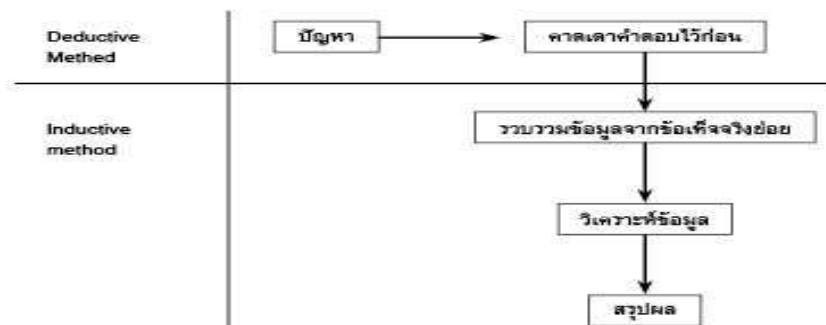 Deductive
Methed
ปัญหา
คาดเดาคำตอบไว้ก่อน
Inductive
method
รวบรวมข้อมูลจากข้อเท็จจริงย่อย
วิเคราะห์ข้อมูล
สรุปผล